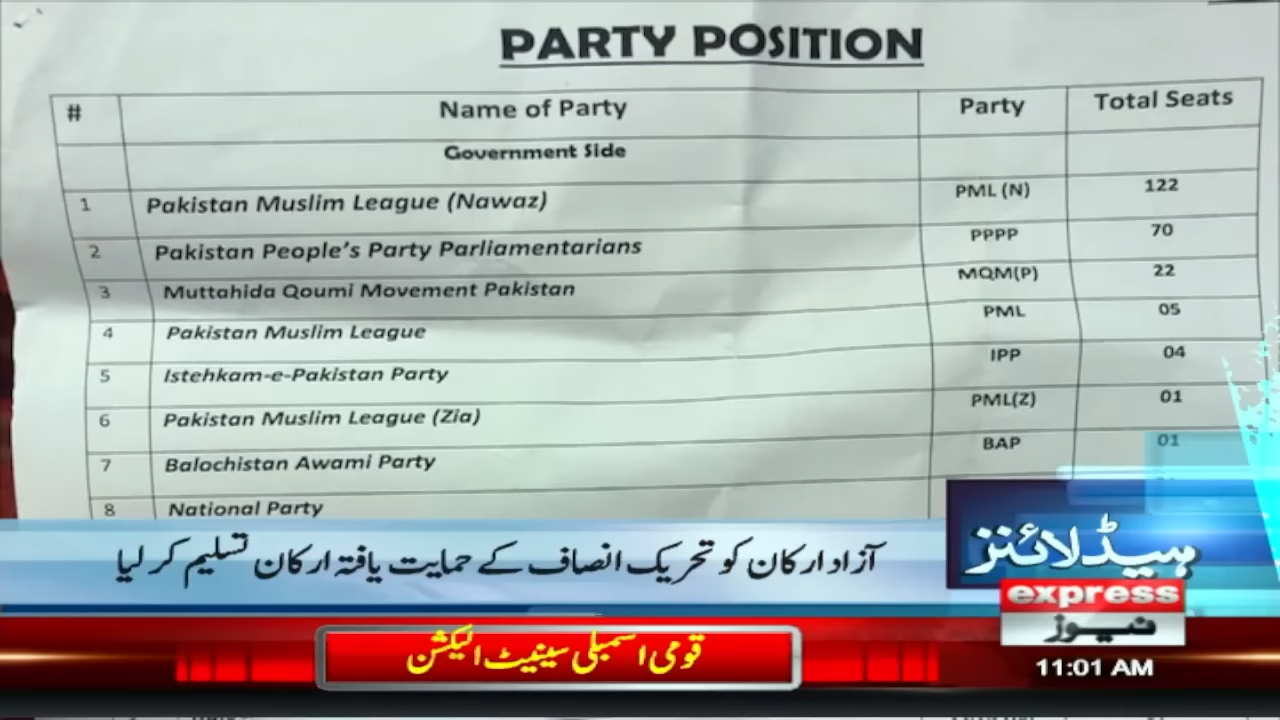 PARTY POSITION
# Name of Party Party Total Seats
Government Side
1 Pakistan Muslim League (Nawaz) PML (N) 122
2 Pakistan People's Party Parliamentarians PPPP 70
3 Muttahida Qoumi Movement Pakistan MQM(P) 22
4 Pakistan Muslim League PML 05
5 Istehkam-e-Pakistan Party IPP 04
6 Pakistan Muslim League (Zia) PML(Z) 01
7 Balochistan Awami Party BAP 01
8 National Party
آزاد ارکان کو تحریک انصاف کے حمایت یافتہ ارکان تسلیم کر لیا
ہیڈلائنز
express
نیوز
قومی اسمبلی سینیٹ الیکشن
11:01 AM